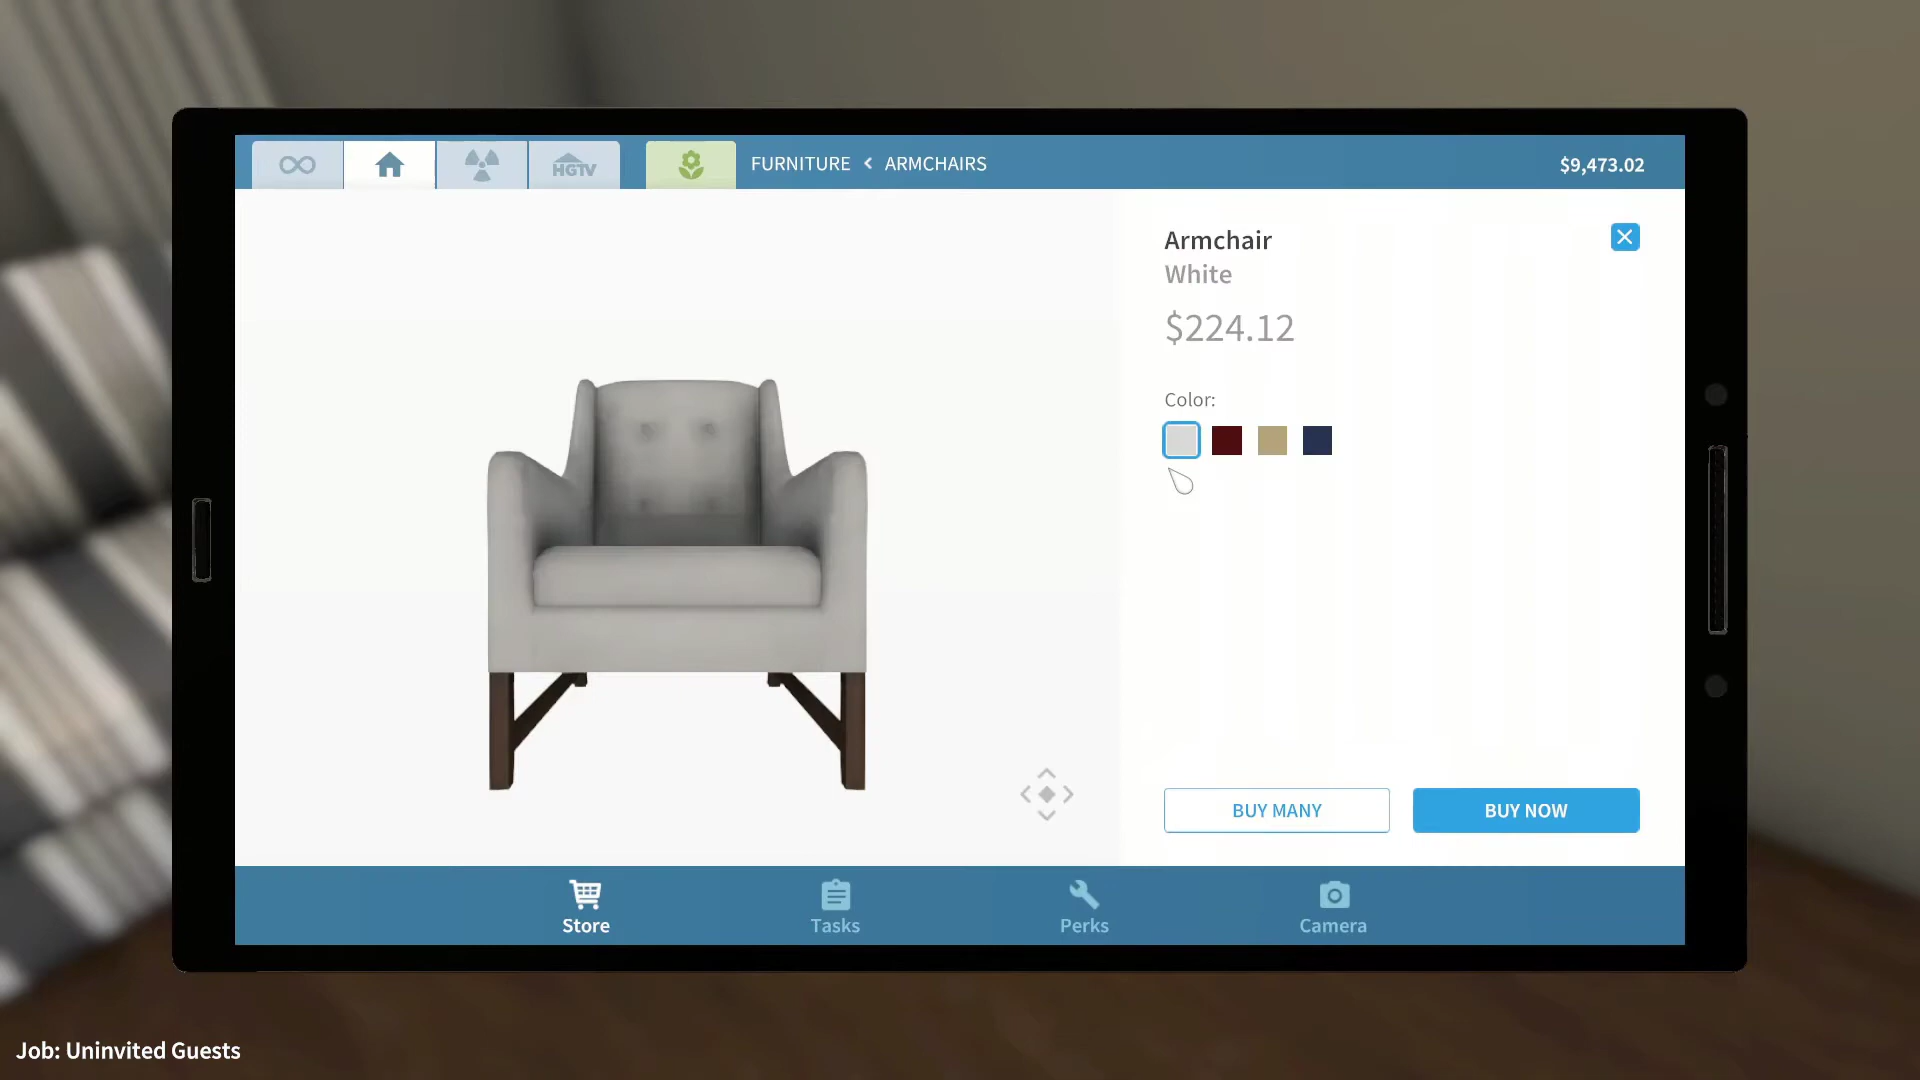 HGTV
FURNITURE < ARMCHAIRS
$9,473.02
Armchair
White
$224.12
Color:
BUY MANY
BUY NOW
Store
Tasks
Perks
Camera
Job: Uninvited Guests